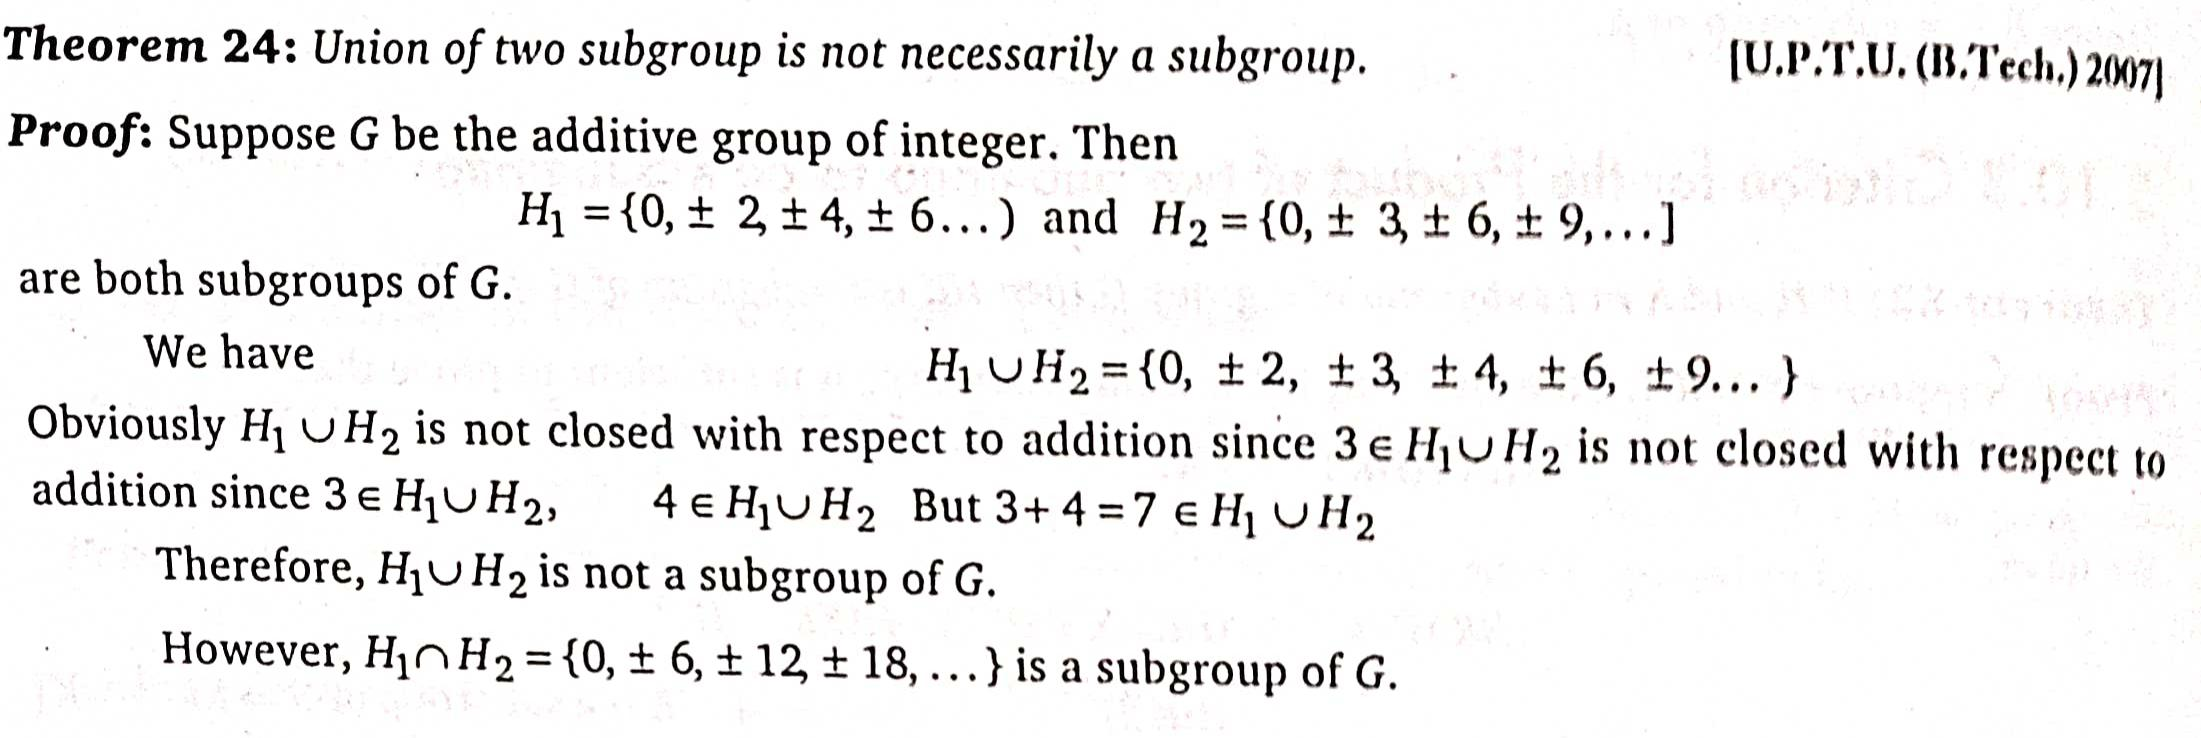 Theorem 24: Union of two subgroup is not necessarily a subgroup. [U.P.T.U. (B.Tech.) 2007]
Proof: Suppose G be the additive group of integer. Then
H₁ = {0, ± 2, ± 4, ± 6...) and H₂ = {0, ± 3, ± 6, ± 9,...]
are both subgroups of G.
We have H₁ ∪ H₂ = {0, ± 2, ± 3, ± 4, ± 6, ± 9... }
Obviously H₁ ∪ H₂ is not closed with respect to addition since 3 ∈ H₁ ∪ H₂ is not closed with respect to
addition since 3 ∈ H₁ ∪ H₂, 4 ∈ H₁ ∪ H₂ But 3 + 4 = 7 ∈ H₁ ∪ H₂
Therefore, H₁ ∪ H₂ is not a subgroup of G.
However, H₁ ∩ H₂ = {0, ± 6, ± 12, ± 18, ...} is a subgroup of G.